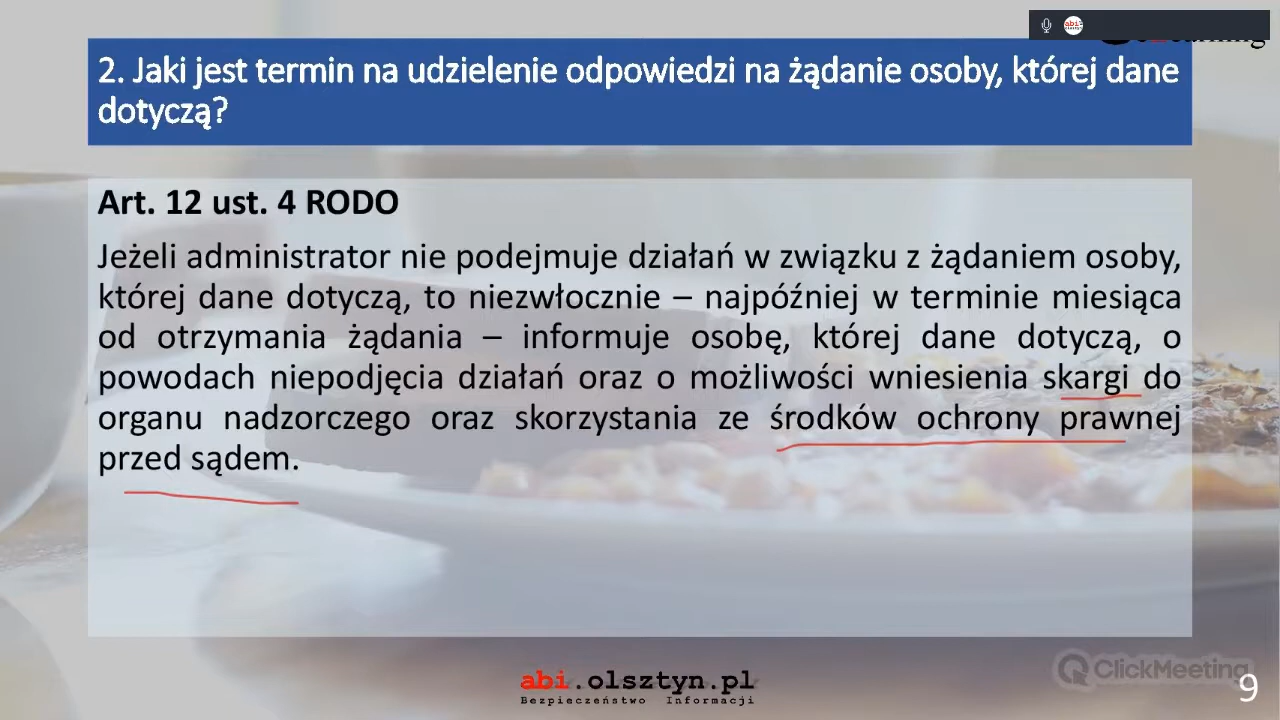 2. Jaki jest termin na udzielenie odpowiedzi na żądanie osoby, której dane
dotyczą?
Art. 12 ust. 4 RODO
Jeżeli administrator nie podejmuje działań w związku z żądaniem osoby,
której dane dotyczą, to niezwłocznie – najpóźniej w terminie miesiąca
od otrzymania żądania – informuje osobę, której dane dotyczą, o
powodach niepodjęcia działań oraz o możliwości wniesienia skargi do
organu nadzorczego oraz skorzystania ze środków ochrony prawnej
przed sądem.
abi.olsztyn.pl
Bezpieczeństwo Informacji
ClickMeeting
9